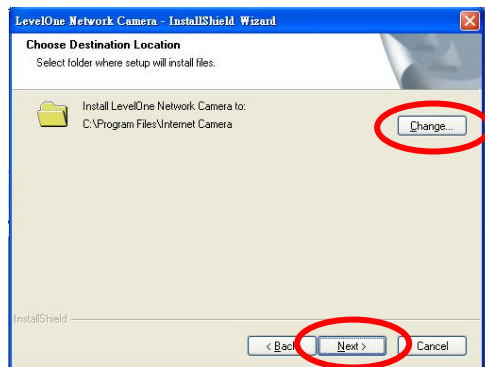 LevelOne Network Camera - InstallShield Wizard
Choose Destination Location
Select folder where setup will install files.
Install LevelOne Network Camera to:
C:\Program Files\Internet Camera
Change...
InstallShield
< Back
Next >
Cancel